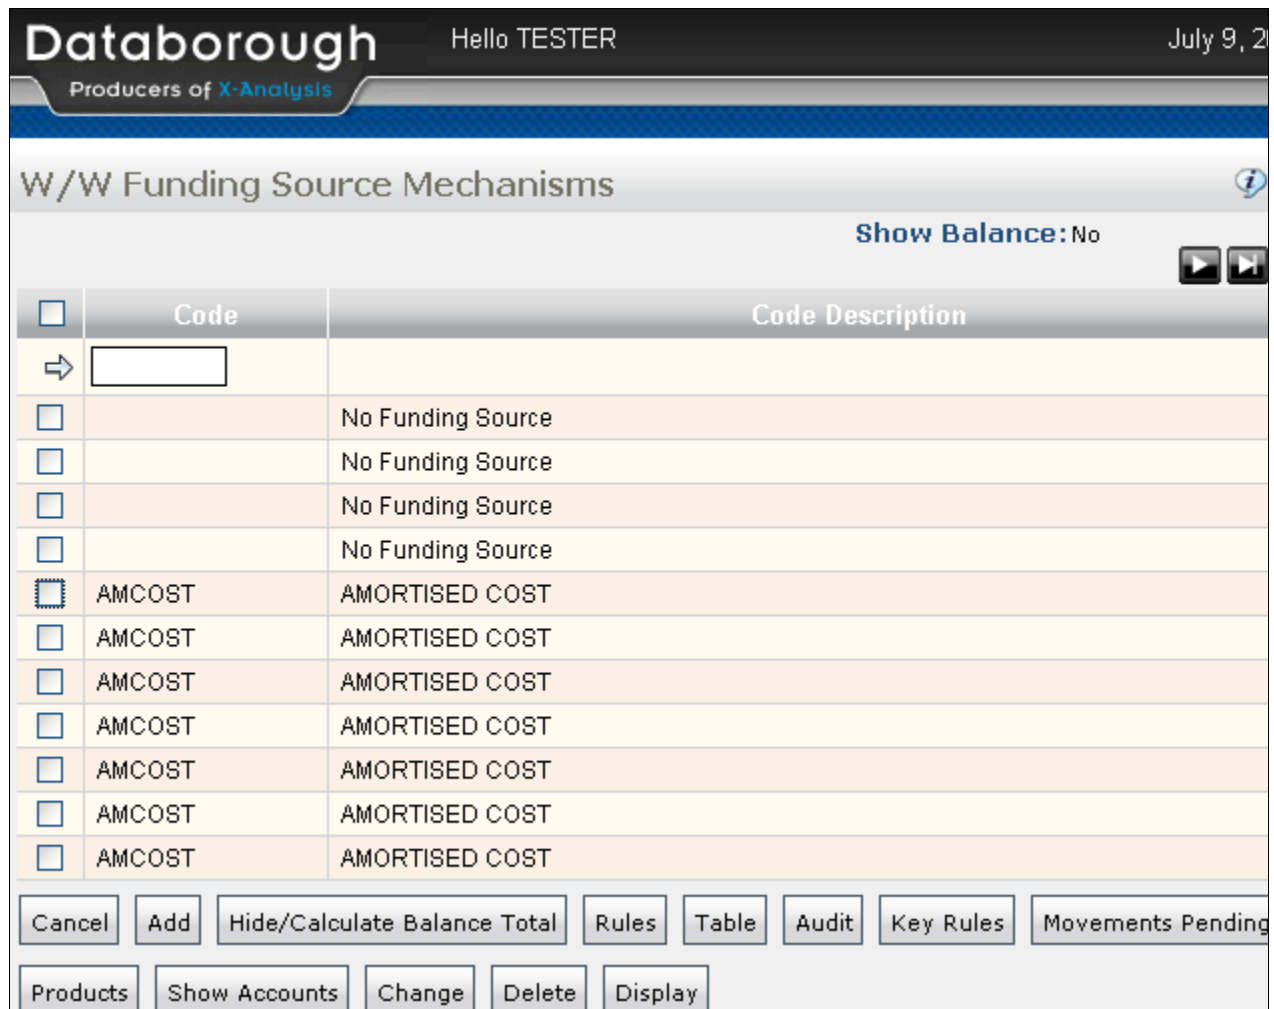 Databorough Hello TESTER July 9, 2
Producers of X-Analysis
W/W Funding Source Mechanisms
Show Balance: No
Code Code Description
No Funding Source
No Funding Source
No Funding Source
No Funding Source
AMCOST AMORTISED COST
AMCOST AMORTISED COST
AMCOST AMORTISED COST
AMCOST AMORTISED COST
AMCOST AMORTISED COST
AMCOST AMORTISED COST
AMCOST AMORTISED COST
Cancel Add Hide/Calculate Balance Total Rules Table Audit Key Rules Movements Pending
Products Show Accounts Change Delete Display